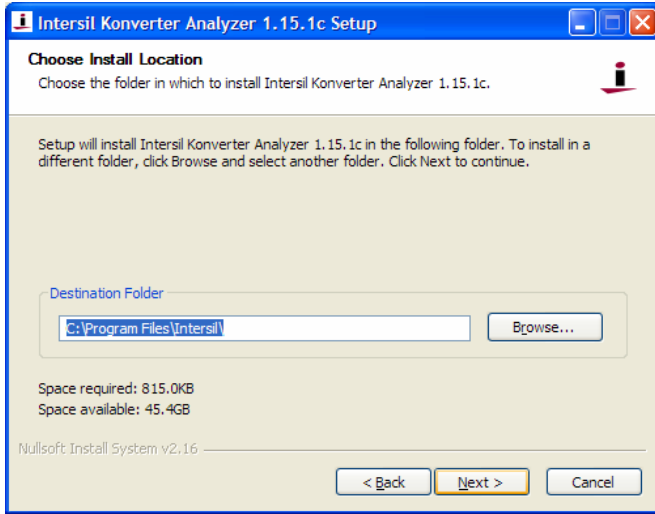 Intersil Konverter Analyzer 1.15.1c Setup
Choose Install Location
Choose the folder in which to install Intersil Konverter Analyzer 1.15.1c.
Setup will install Intersil Konverter Analyzer 1.15.1c in the following folder. To install in a
different folder, click Browse and select another folder. Click Next to continue.
Destination Folder
C:\Program Files\Intersil\
Browse...
Space required: 815.0KB
Space available: 45.4GB
Nullsoft Install System v2.16
< Back
Next >
Cancel